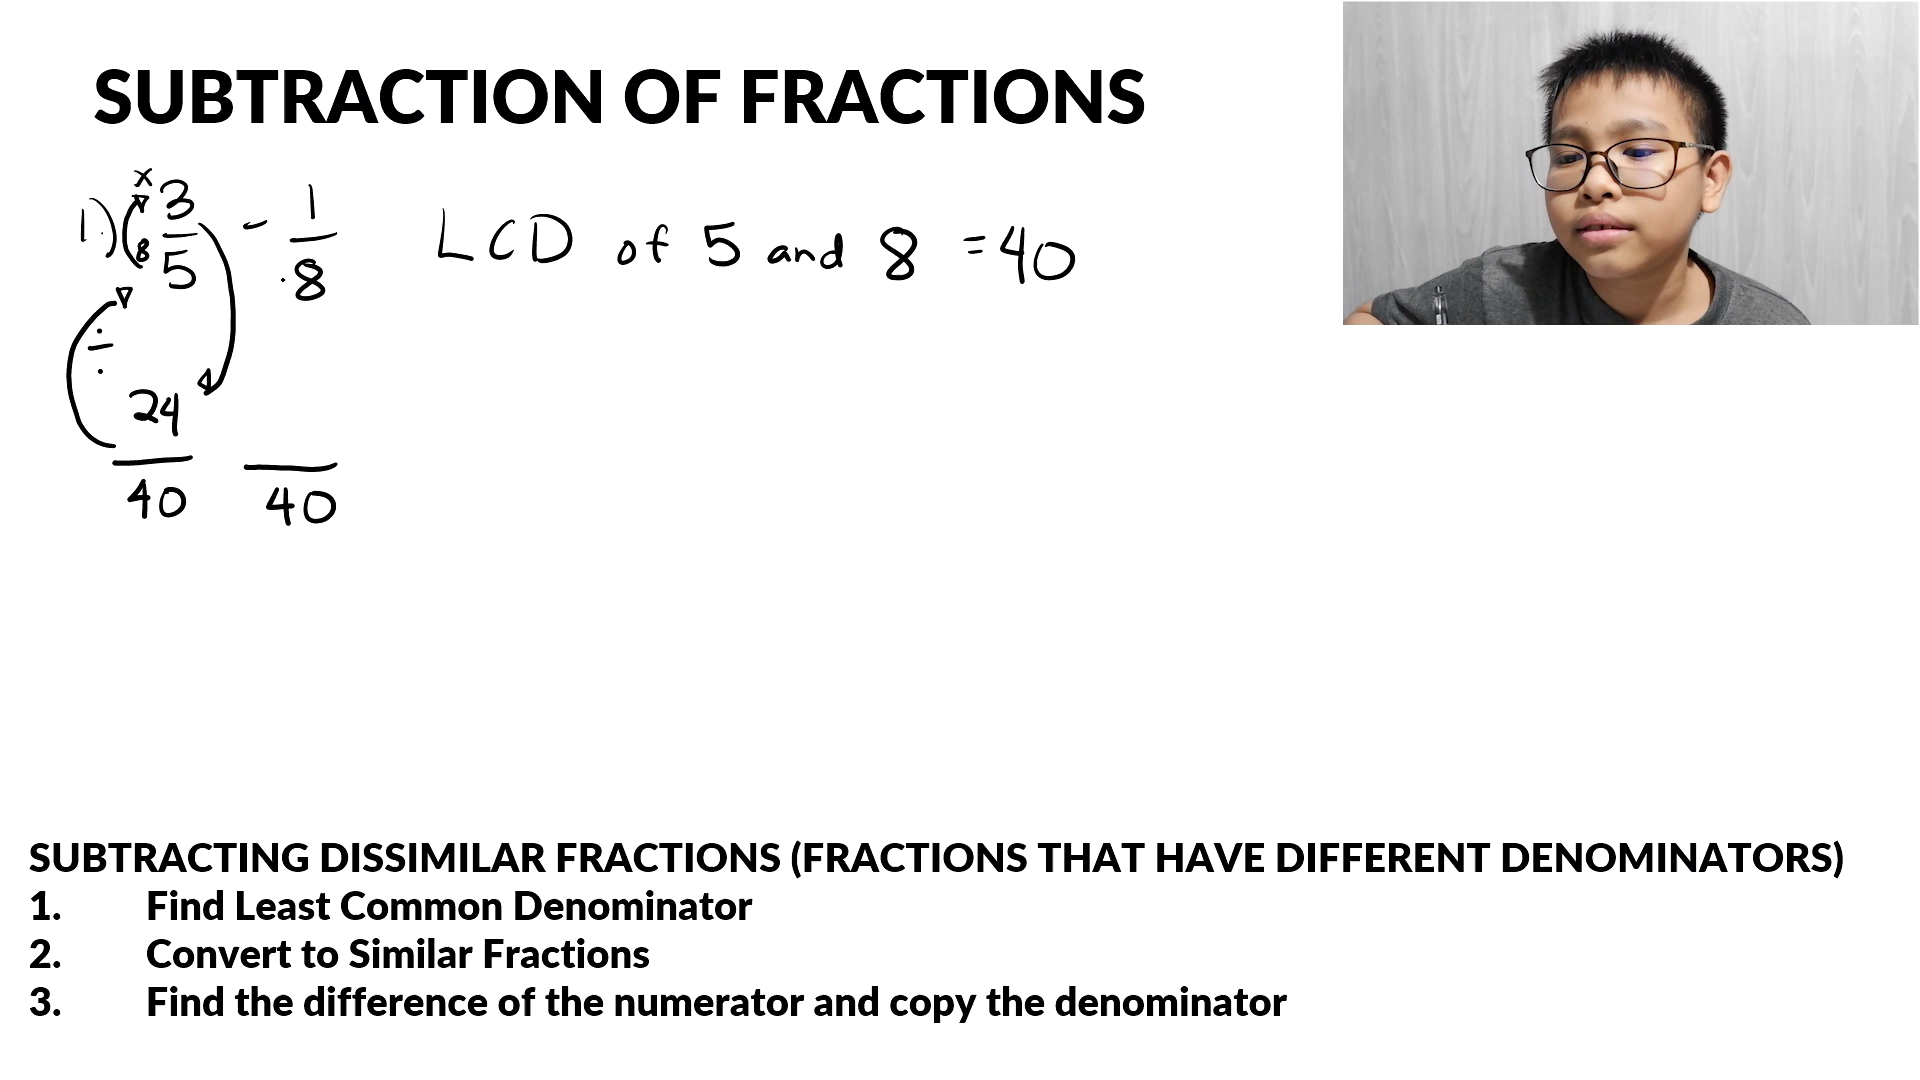 SUBTRACTION OF FRACTIONS
1.) 3/5 - 1/8 LCD of 5 and 8 = 40
x
8
÷
24/40 /40
SUBTRACTING DISSIMILAR FRACTIONS (FRACTIONS THAT HAVE DIFFERENT DENOMINATORS)
1. Find Least Common Denominator
2. Convert to Similar Fractions
3. Find the difference of the numerator and copy the denominator